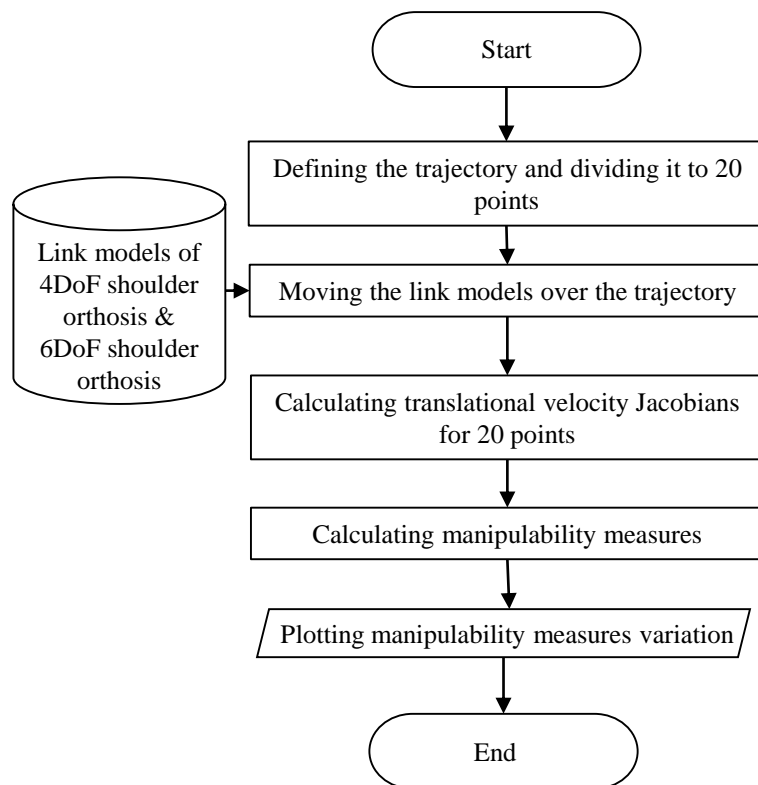 Start
Defining the trajectory and dividing it to 20
points
Link models of
4DoF shoulder
orthosis &
6DoF shoulder
orthosis
Moving the link models over the trajectory
Calculating translational velocity Jacobians
for 20 points
Calculating manipulability measures
Plotting manipulability measures variation
End